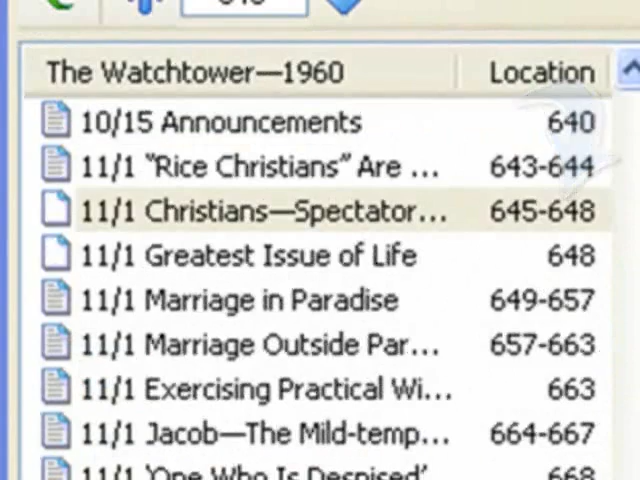 The Watchtower—1960 Location
10/15 Announcements 640
11/1 “Rice Christians” Are ... 643-644
11/1 Christians—Spectator... 645-648
11/1 Greatest Issue of Life 648
11/1 Marriage in Paradise 649-657
11/1 Marriage Outside Par... 657-663
11/1 Exercising Practical Wi... 663
11/1 Jacob—The Mild-temp... 664-667
11/1 ‘One Who Is Despised’ 668